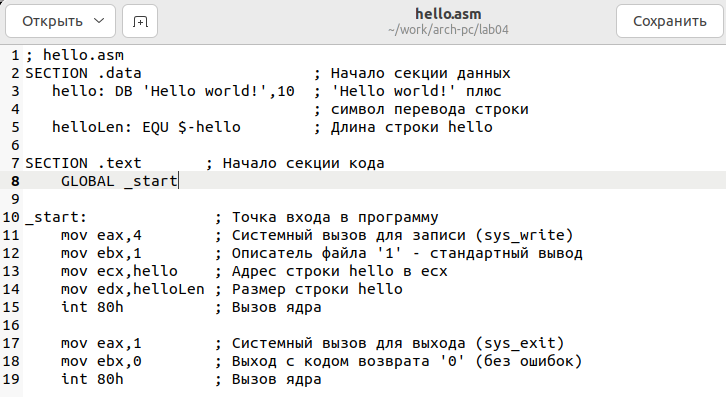 Открыть
hello.asm
~/work/arch-pc/lab04
Сохранить
1 ; hello.asm
2 SECTION .data                   ; Начало секции данных
3    hello: DB 'Hello world!',10  ; 'Hello world!' плюс
4                                 ; символ перевода строки
5    helloLen: EQU $-hello        ; Длина строки hello
6
7 SECTION .text       ; Начало секции кода
8     GLOBAL _start
9
10 _start:              ; Точка входа в программу
11     mov eax,4        ; Системный вызов для записи (sys_write)
12     mov ebx,1        ; Описатель файла '1' - стандартный вывод
13     mov ecx,hello    ; Адрес строки hello в ecx
14     mov edx,helloLen ; Размер строки hello
15     int 80h          ; Вызов ядра
16
17     mov eax,1        ; Системный вызов для выхода (sys_exit)
18     mov ebx,0        ; Выход с кодом возврата '0' (без ошибок)
19     int 80h          ; Вызов ядра